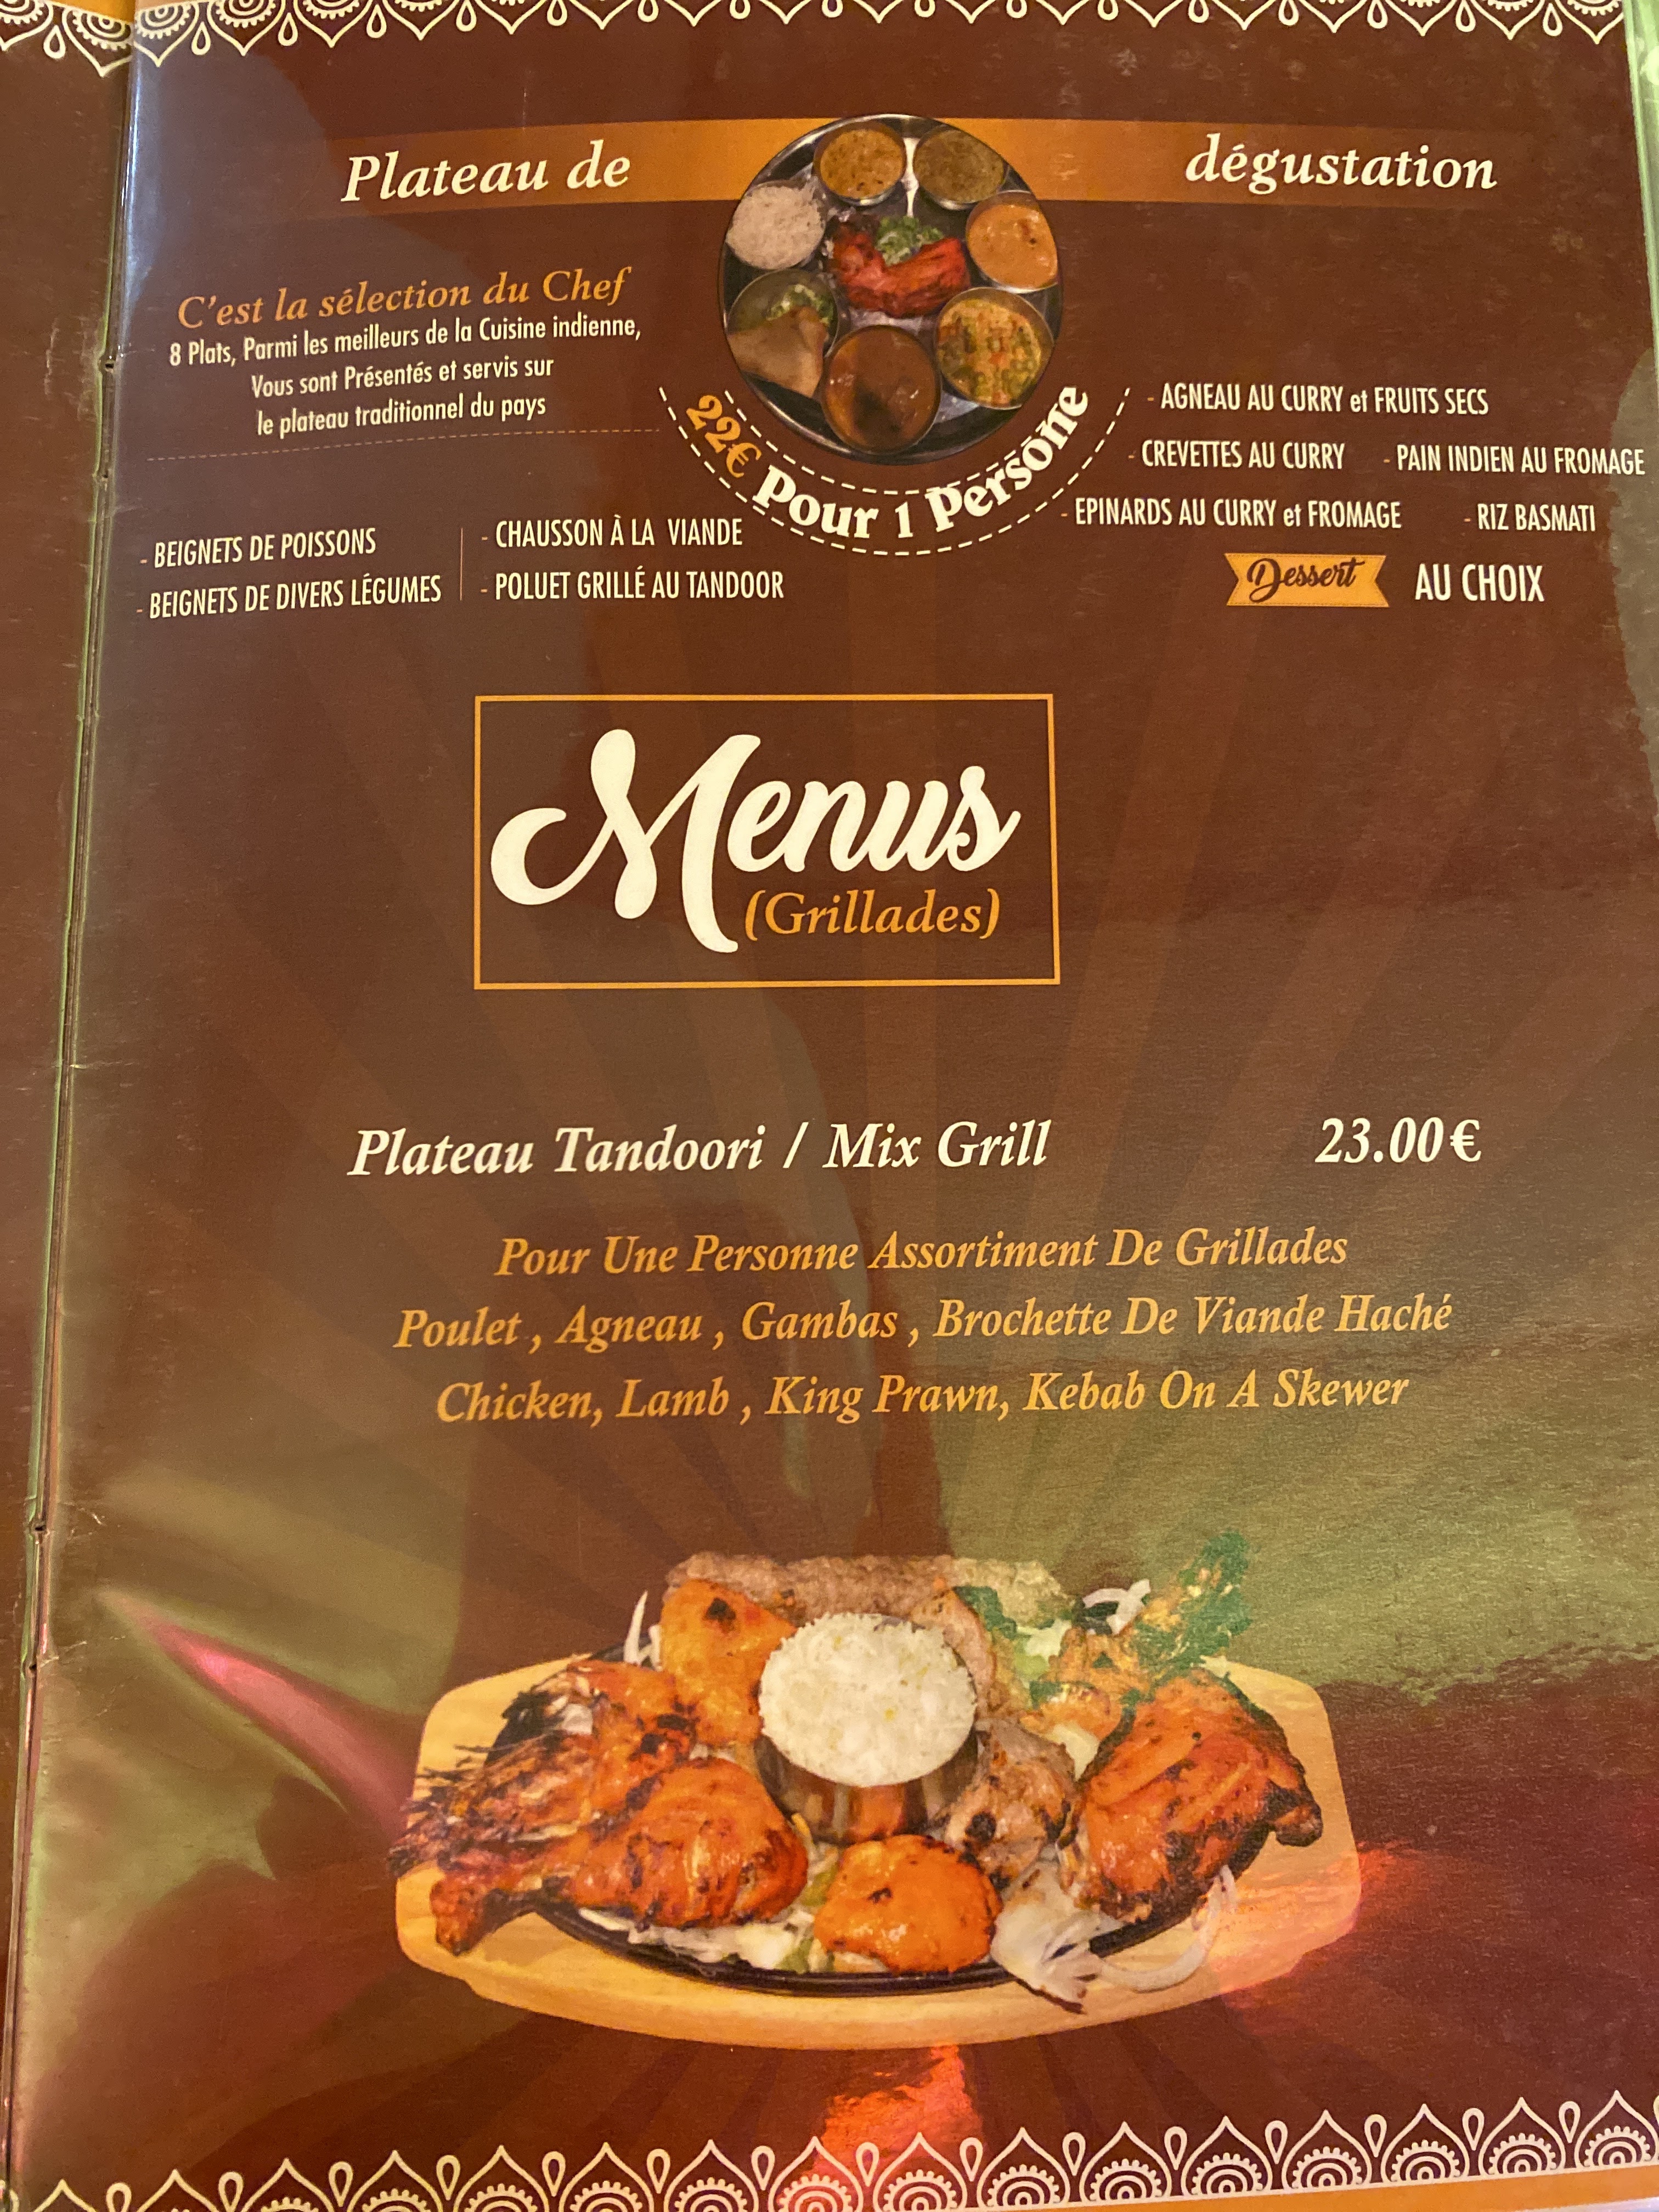 Plateau de dégustation
C'est la sélection du Chef
8 Plats, Parmi les meilleurs de la Cuisine indienne,
Vous sont Présentés et servis sur
le plateau traditionnel du pays
22€ Pour 1 Persōne
- BEIGNETS DE POISSONS
- BEIGNETS DE DIVERS LÉGUMES
- CHAUSSON À LA VIANDE
- POLUET GRILLÉ AU TANDOOR
- AGNEAU AU CURRY et FRUITS SECS
- CREVETTES AU CURRY - PAIN INDIEN AU FROMAGE
- EPINARDS AU CURRY et FROMAGE - RIZ BASMATI
Dessert AU CHOIX
Menus
(Grillades)
Plateau Tandoori / Mix Grill 23.00€
Pour Une Personne Assortiment De Grillades
Poulet , Agneau , Gambas , Brochette De Viande Haché
Chicken, Lamb , King Prawn, Kebab On A Skewer